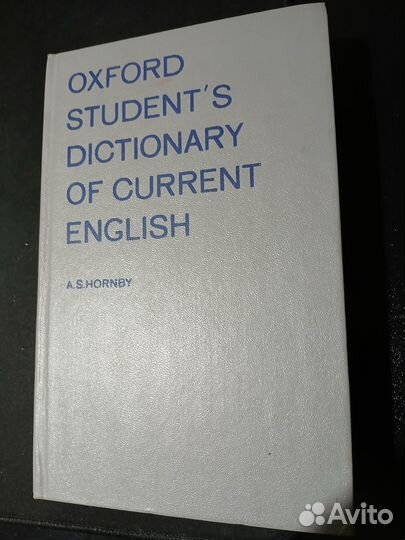 OXFORD
STUDENT'S
DICTIONARY
OF CURRENT
ENGLISH
A.S.HORNBY
Avito